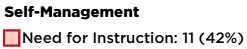 Self-Management
Need for Instruction: 11 (42%)